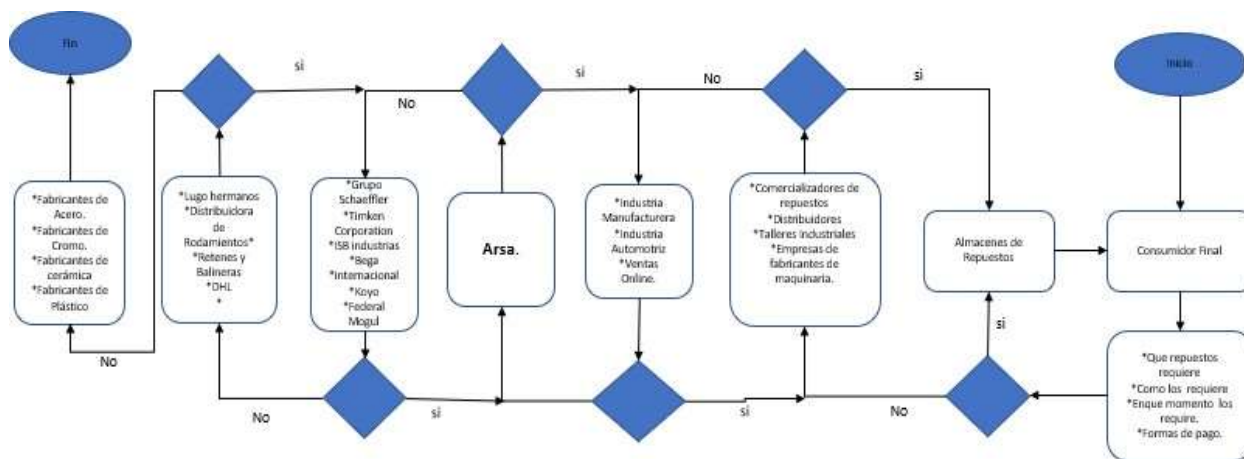 Fin
Inicio
si
No
si
No
si
*Fabricantes de
Acero.
*Fabricantes de
Cromo.
*Fabricantes de
cerámica
*Fabricantes de
Plástico
*Lugo hermanos
*Distribuidora
de
Rodamientos*
*Retenes y
Balineras
*DHL
*
*Grupo
Schaeffler
*Timken
Corporation
*ISB industrias
*Bega
*Internacional
*Koyo
*Federal
Mogul
Arsa.
*Industria
Manufacturera
*Industria
Automotriz
*Ventas
Online.
*Comercializadores de
repuestos
*Distribuidores
*Talleres Industriales
*Empresas de
fabricantes de
maquinaria.
Almacenes de
Repuestos
Consumidor Final
No
No
si
si
No
si
*Que repuestos
requiere
*Como los requiere
*Enque momento los
require.
*Formas de pago.